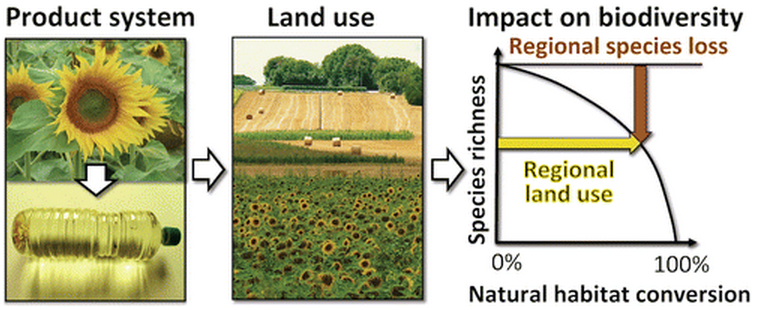 Product system
Land use
Impact on biodiversity
Regional species loss
Species richness
Regional
land use
0%
100%
Natural habitat conversion